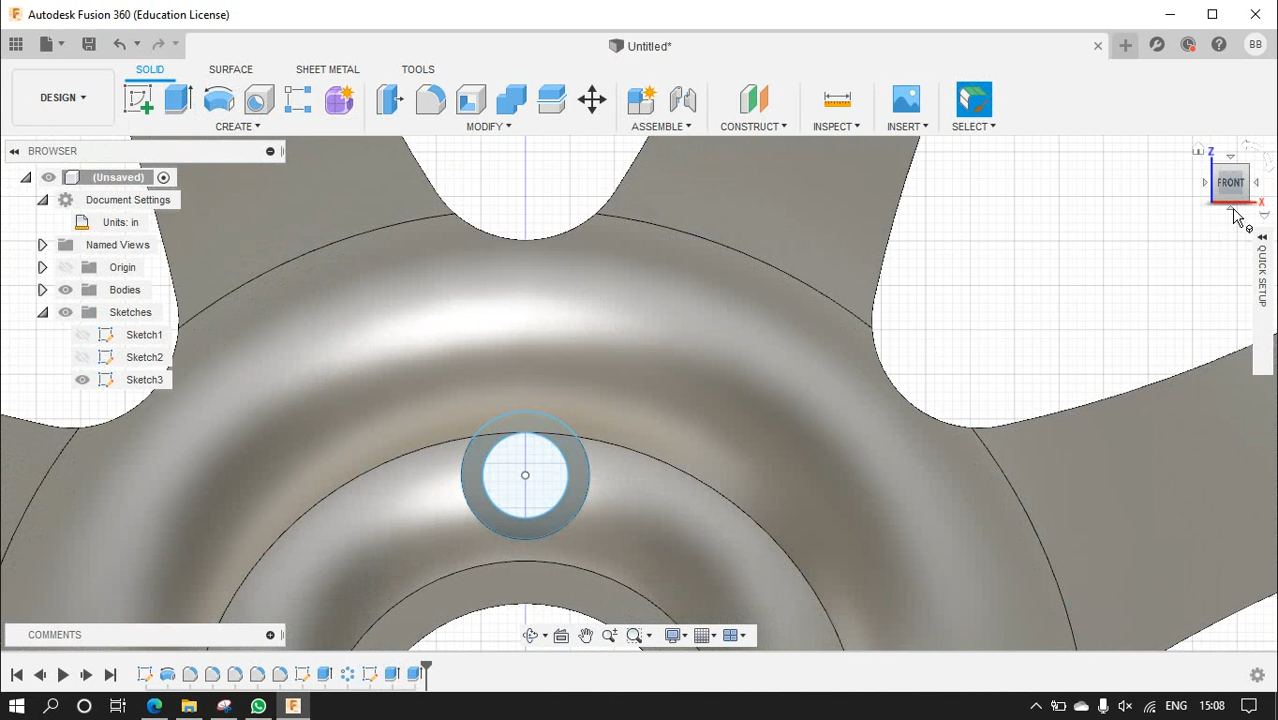 Autodesk Fusion 360 (Education License)
Untitled*
BB
SOLID
SURFACE
SHEET METAL
TOOLS
DESIGN
CREATE
MODIFY
ASSEMBLE
CONSTRUCT
INSPECT
INSERT
SELECT
BROWSER
(Unsaved)
Document Settings
Units: in
Named Views
Origin
Bodies
Sketches
Sketch1
Sketch2
Sketch3
Z
FRONT
X
QUICK SETUP
COMMENTS
ENG
15:08